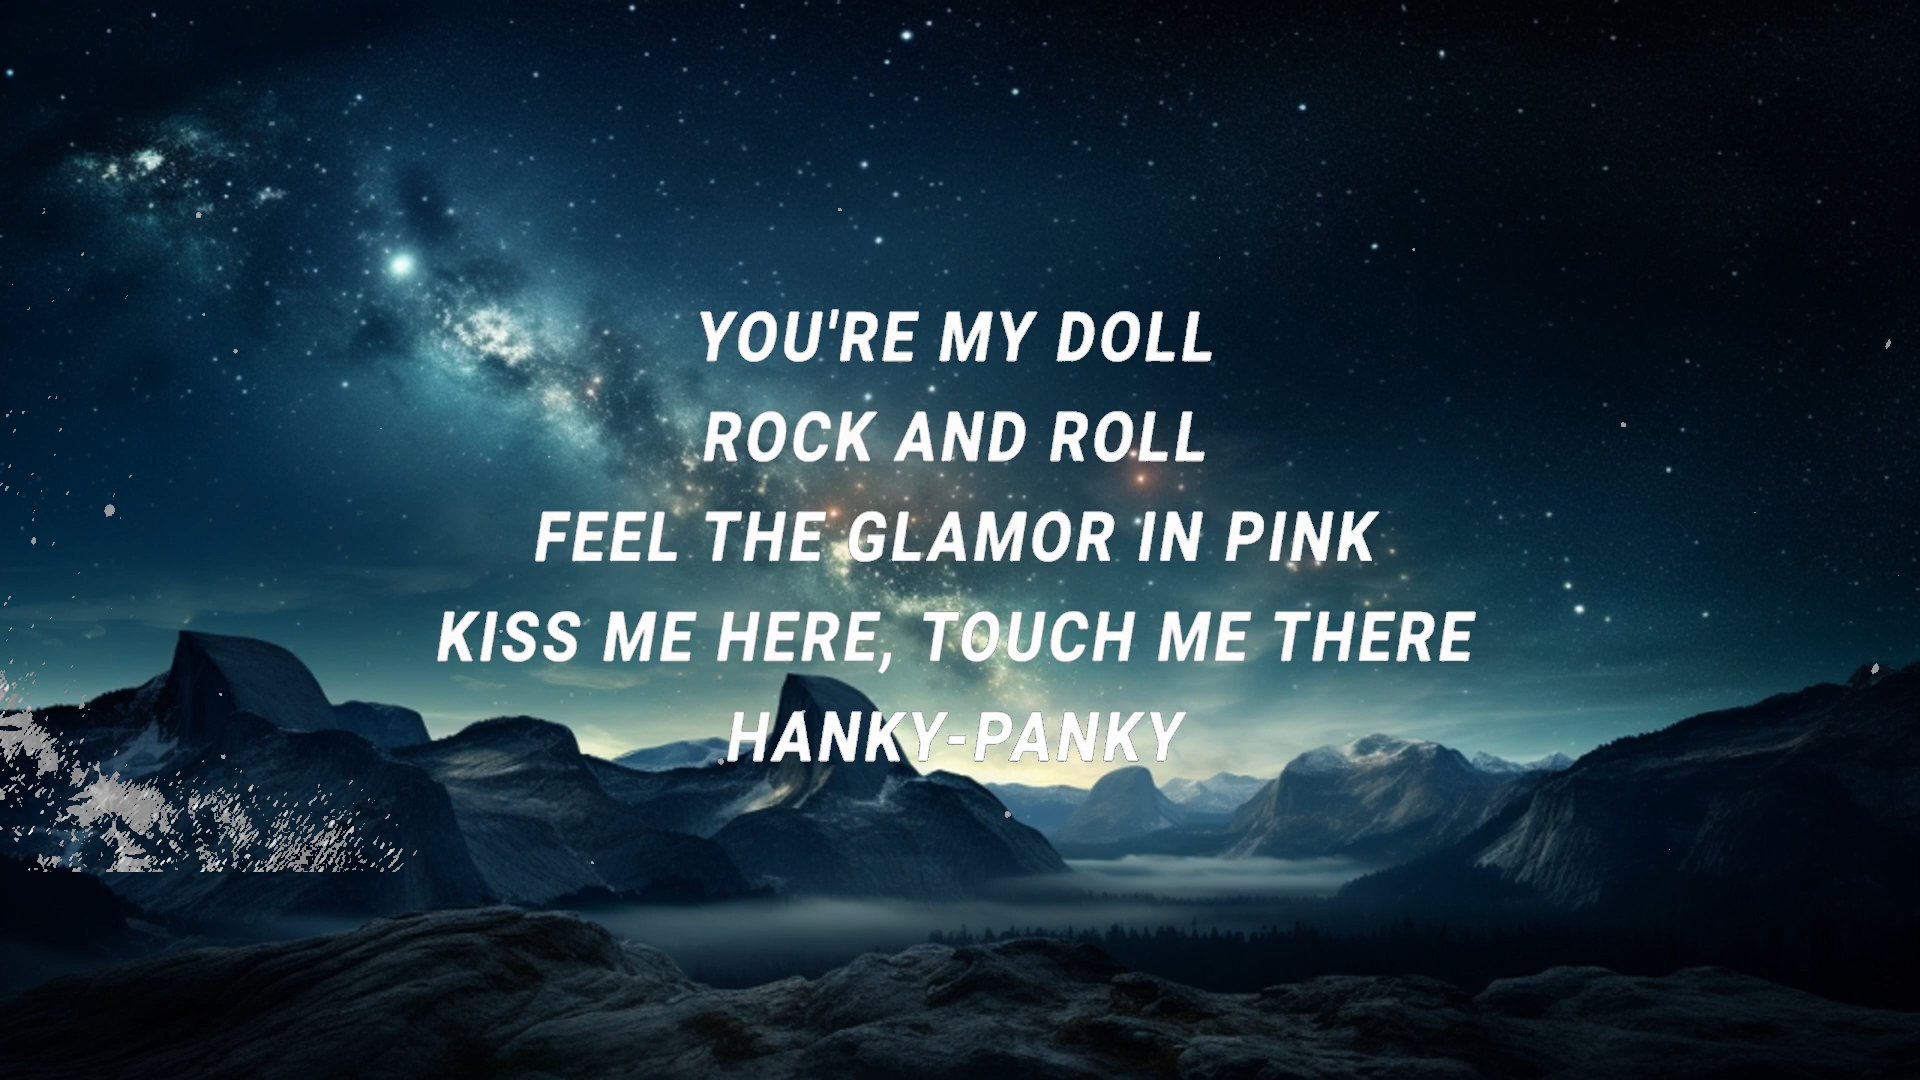 YOU'RE MY DOLL
ROCK AND ROLL
FEEL THE GLAMOR IN PINK
KISS ME HERE, TOUCH ME THERE
HANKY-PANKY